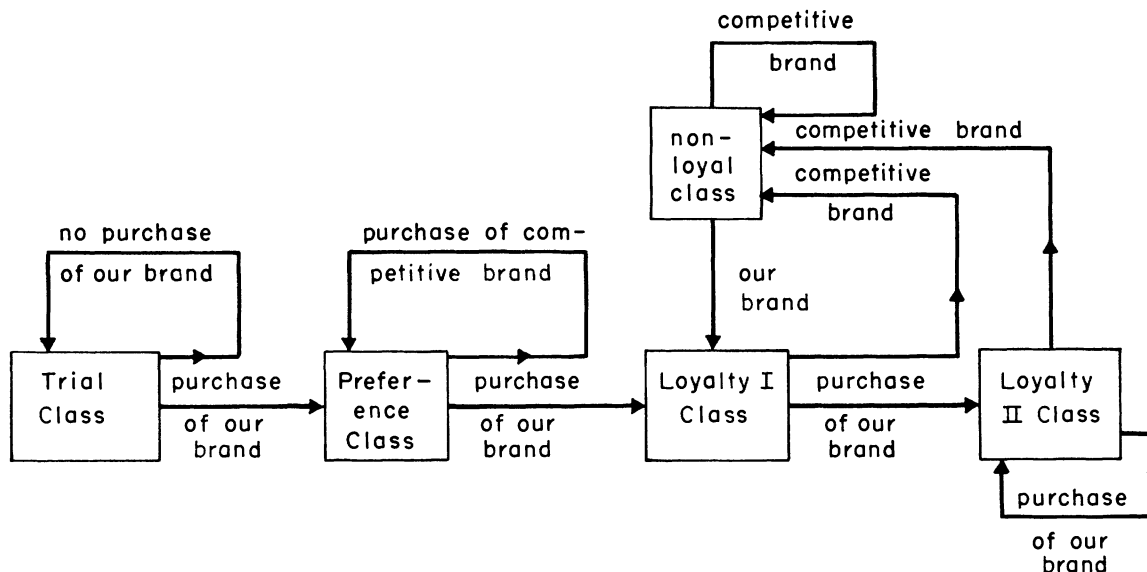 competitive
brand
non-
loyal
class
competitive brand
competitive
brand
no purchase
of our brand
purchase of com-
petitive brand
our
brand
Trial
Class
purchase
of our
brand
Prefer-
ence
Class
purchase
of our
brand
Loyalty I
Class
purchase
of our
brand
Loyalty
II Class
purchase
of our
brand